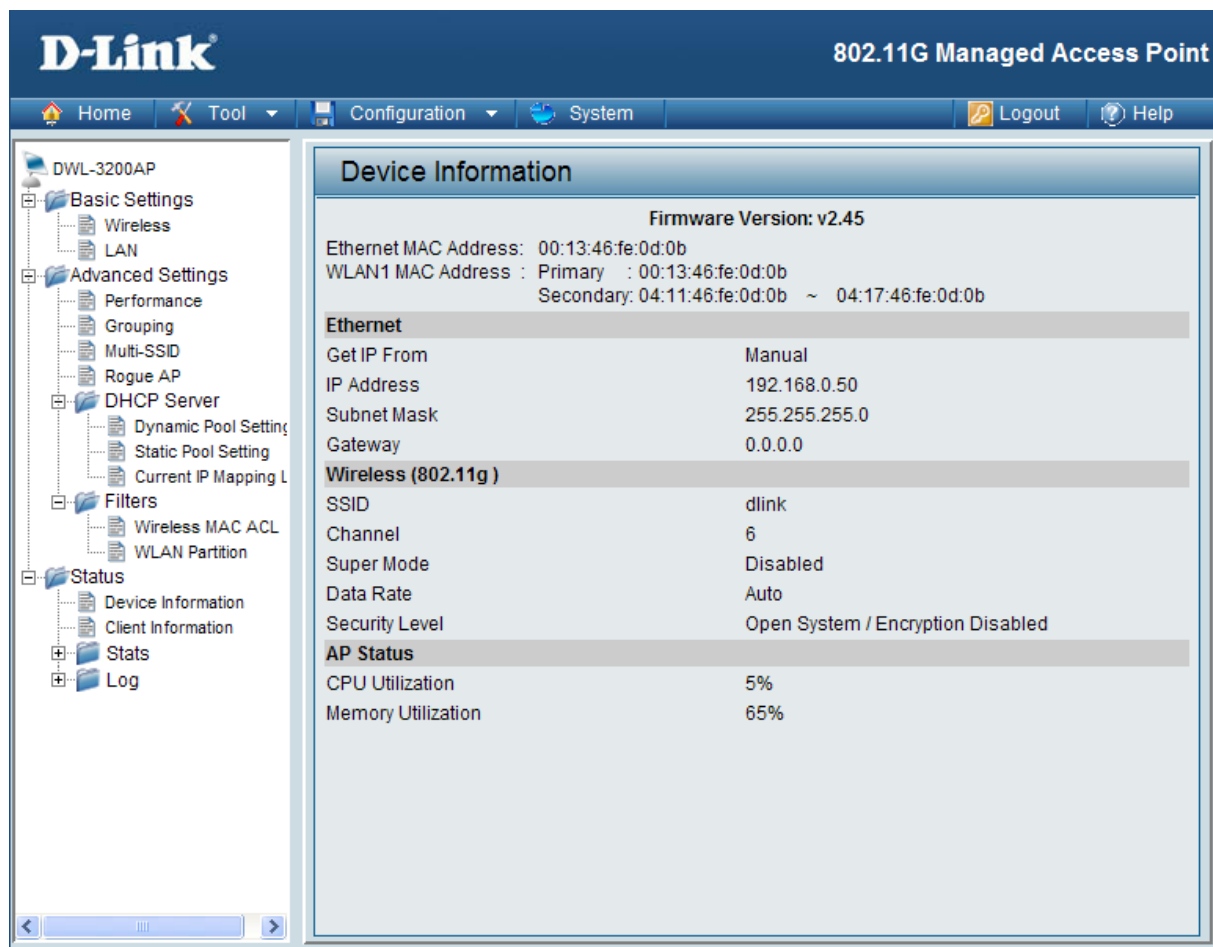 D-Link
802.11G Managed Access Point
Home Tool Configuration System Logout Help
DWL-3200AP
Basic Settings
Wireless
LAN
Advanced Settings
Performance
Grouping
Multi-SSID
Rogue AP
DHCP Server
Dynamic Pool Setting
Static Pool Setting
Current IP Mapping L
Filters
Wireless MAC ACL
WLAN Partition
Status
Device Information
Client Information
Stats
Log
Device Information
Firmware Version: v2.45
Ethernet MAC Address: 00:13:46:fe:0d:0b
WLAN1 MAC Address : Primary : 00:13:46:fe:0d:0b
Secondary: 04:11:46:fe:0d:0b ~ 04:17:46:fe:0d:0b
Ethernet
Get IP From Manual
IP Address 192.168.0.50
Subnet Mask 255.255.255.0
Gateway 0.0.0.0
Wireless (802.11g )
SSID dlink
Channel 6
Super Mode Disabled
Data Rate Auto
Security Level Open System / Encryption Disabled
AP Status
CPU Utilization 5%
Memory Utilization 65%